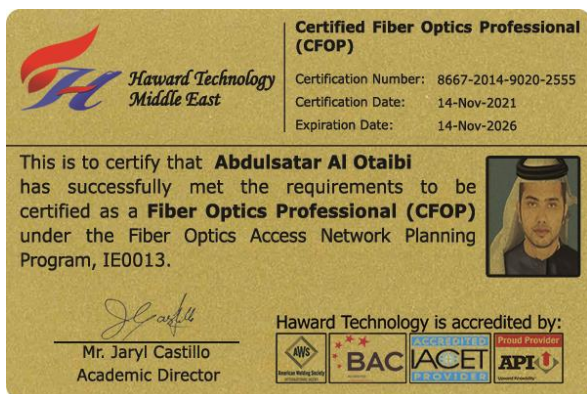 Haward Technology
Middle East
Certified Fiber Optics Professional
(CFOP)
Certification Number: 8667-2014-9020-2555
Certification Date: 14-Nov-2021
Expiration Date: 14-Nov-2026
This is to certify that Abdulsatar Al Otaibi
has successfully met the requirements to be
certified as a Fiber Optics Professional (CFOP)
under the Fiber Optics Access Network Planning
Program, IE0013.
Mr. Jaryl Castillo
Academic Director
Haward Technology is accredited by:
AWS
American Welding Society
BAC
ACCREDITED
IACET
PROVIDER
Proud Provider
API